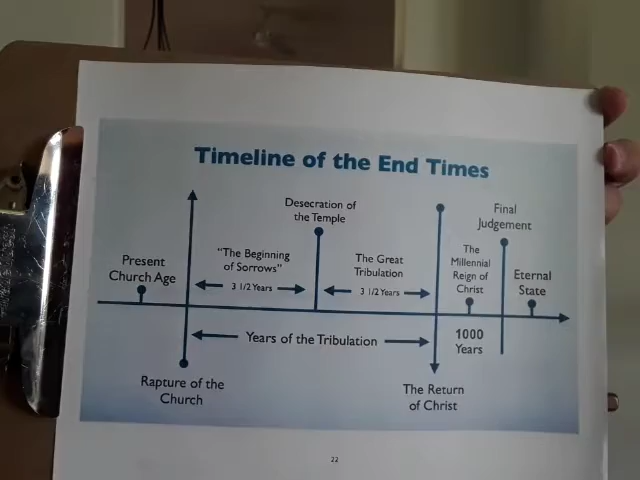 Timeline of the End Times
Desecration of
the Temple
Final
Judgement
Present
Church Age
"The Beginning
of Sorrows"
3 1/2 Years
The Great
Tribulation
3 1/2 Years
The
Millennial
Reign of
Christ
Eternal
State
Years of the Tribulation
1000
Years
Rapture of the
Church
The Return
of Christ
22